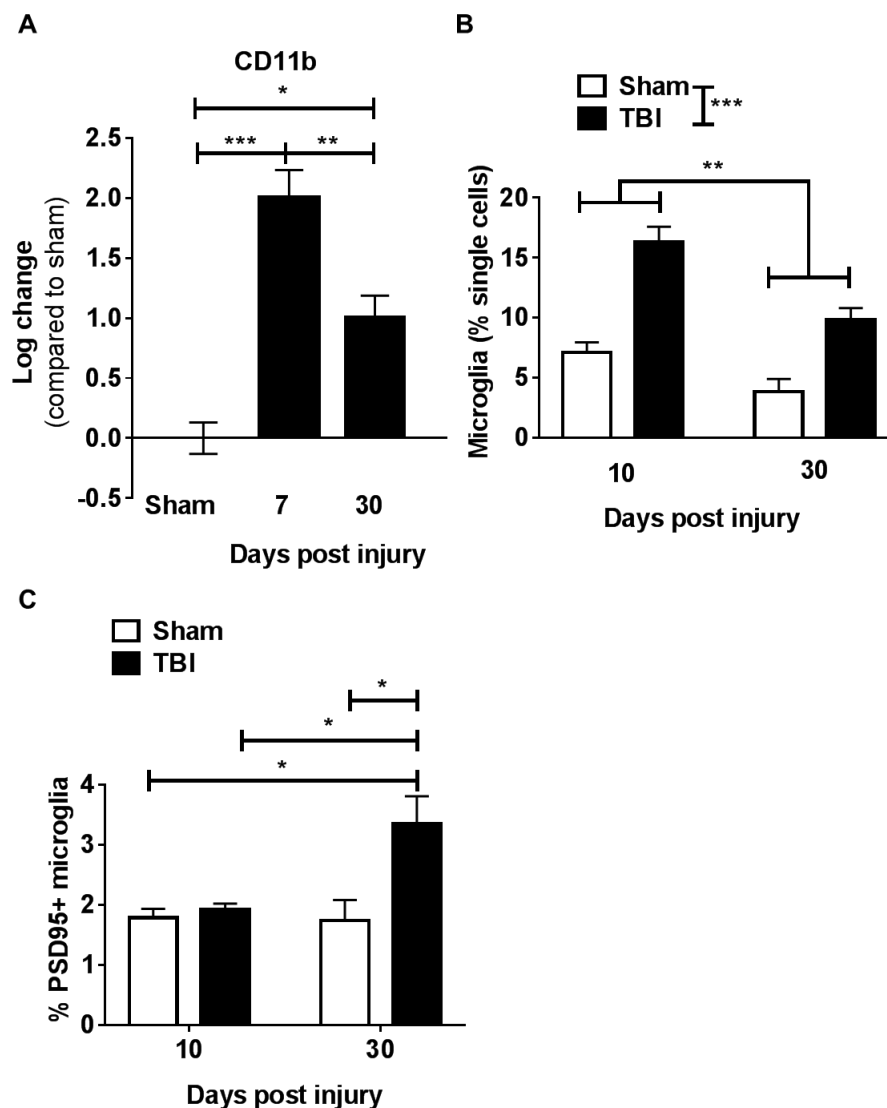 A
CD11b
*
*** **
2.5
2.0
1.5
1.0
0.5
0.0
-0.5
Log change
(compared to sham)
Sham 7 30
Days post injury
B
Sham
TBI
***
**
20
15
10
5
0
Microglia (% single cells)
10 30
Days post injury
C
Sham
TBI
*
*
*
4
3
2
1
0
% PSD95+ microglia
10 30
Days post injury